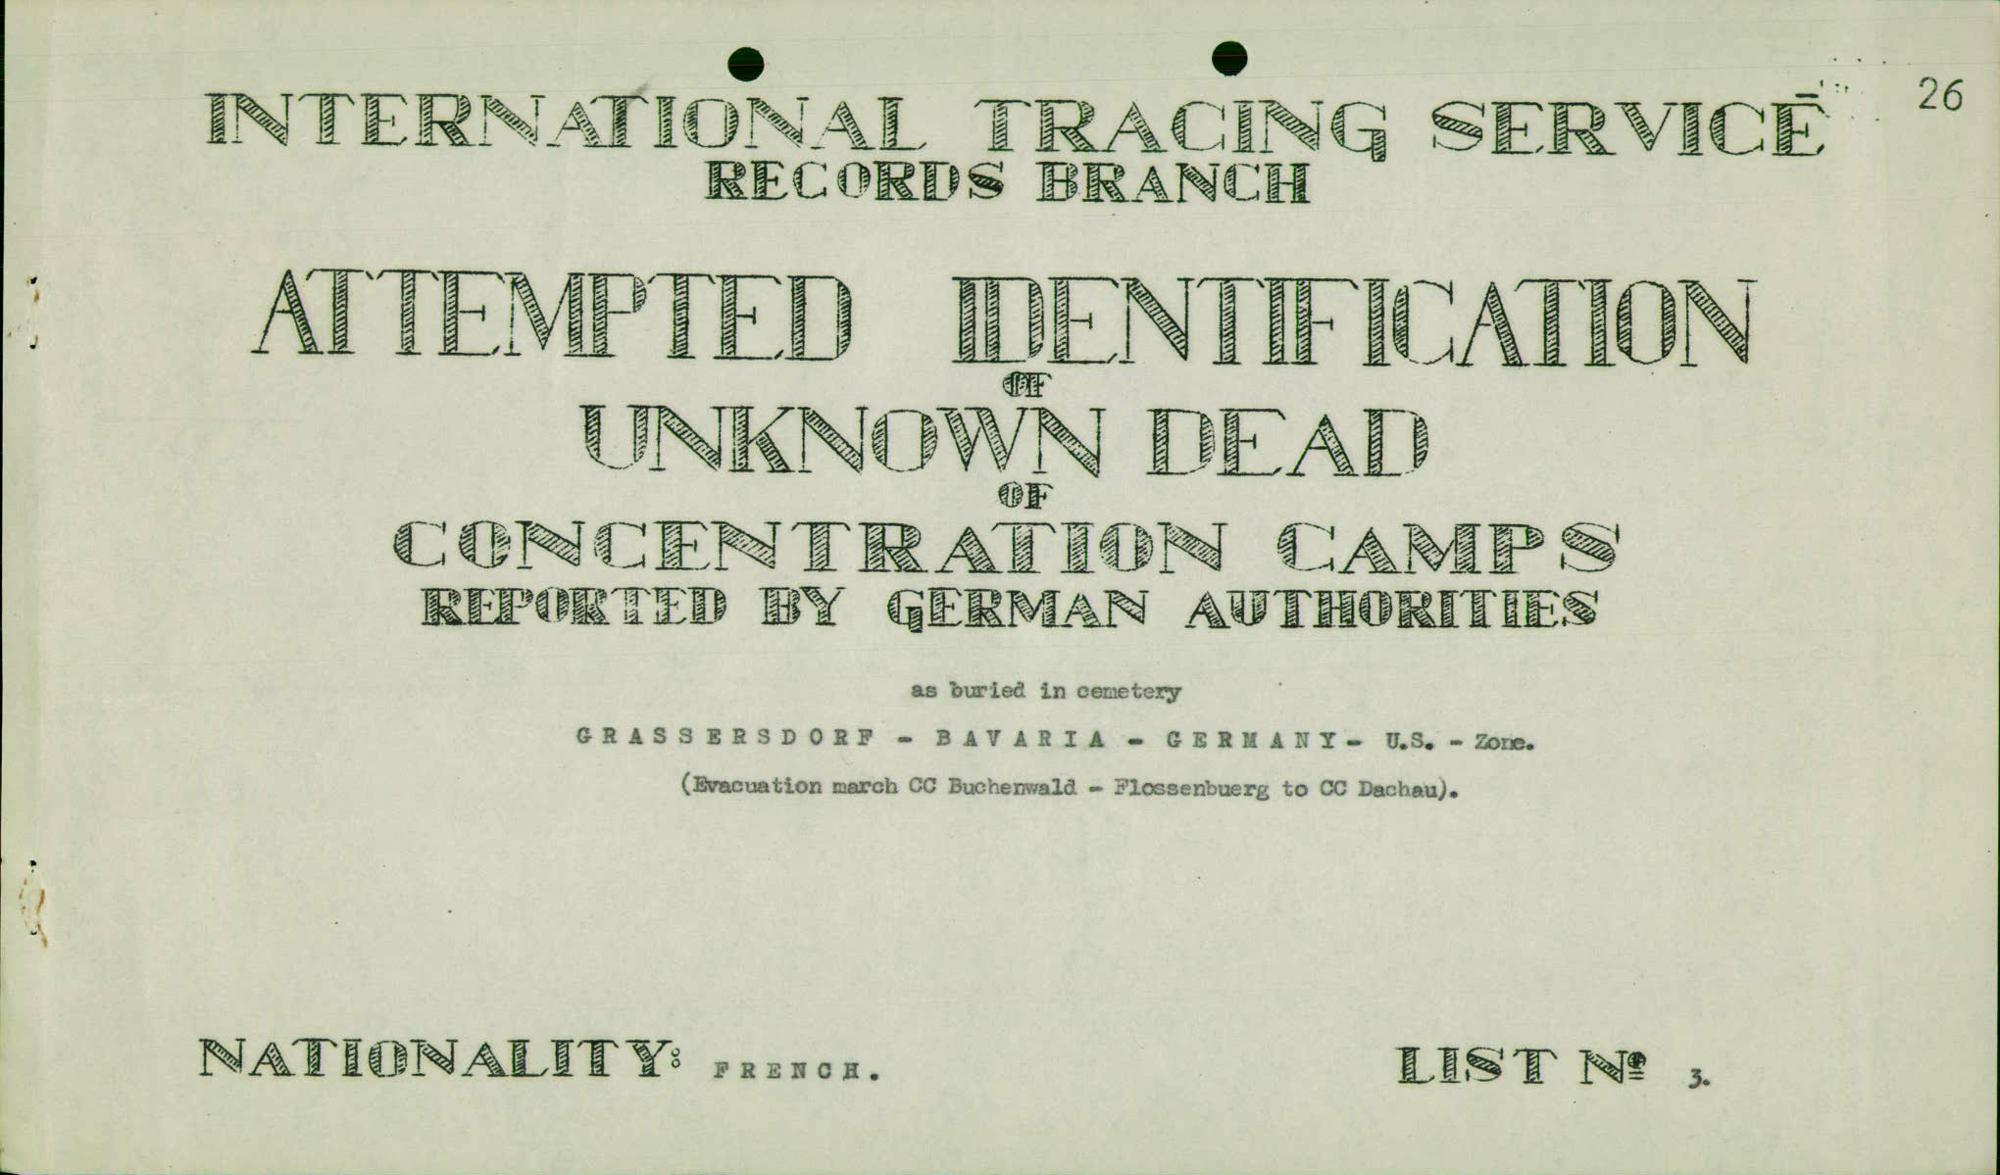 26
INTERNATIONAL TRACING SERVICE
RECORDS BRANCH
ATTEMPTED IDENTIFICATION
OF
UNKNOWN DEAD
OF
CONCENTRATION CAMPS
REPORTED BY GERMAN AUTHORITIES
as buried in cemetery
GRASSERSDORF - BAVARIA - GERMANY - U.S. - Zone.
(Evacuation march CC Buchenwald - Flossenbuerg to CC Dachau).
NATIONALITY: FRENCH.
LIST Nº 3.